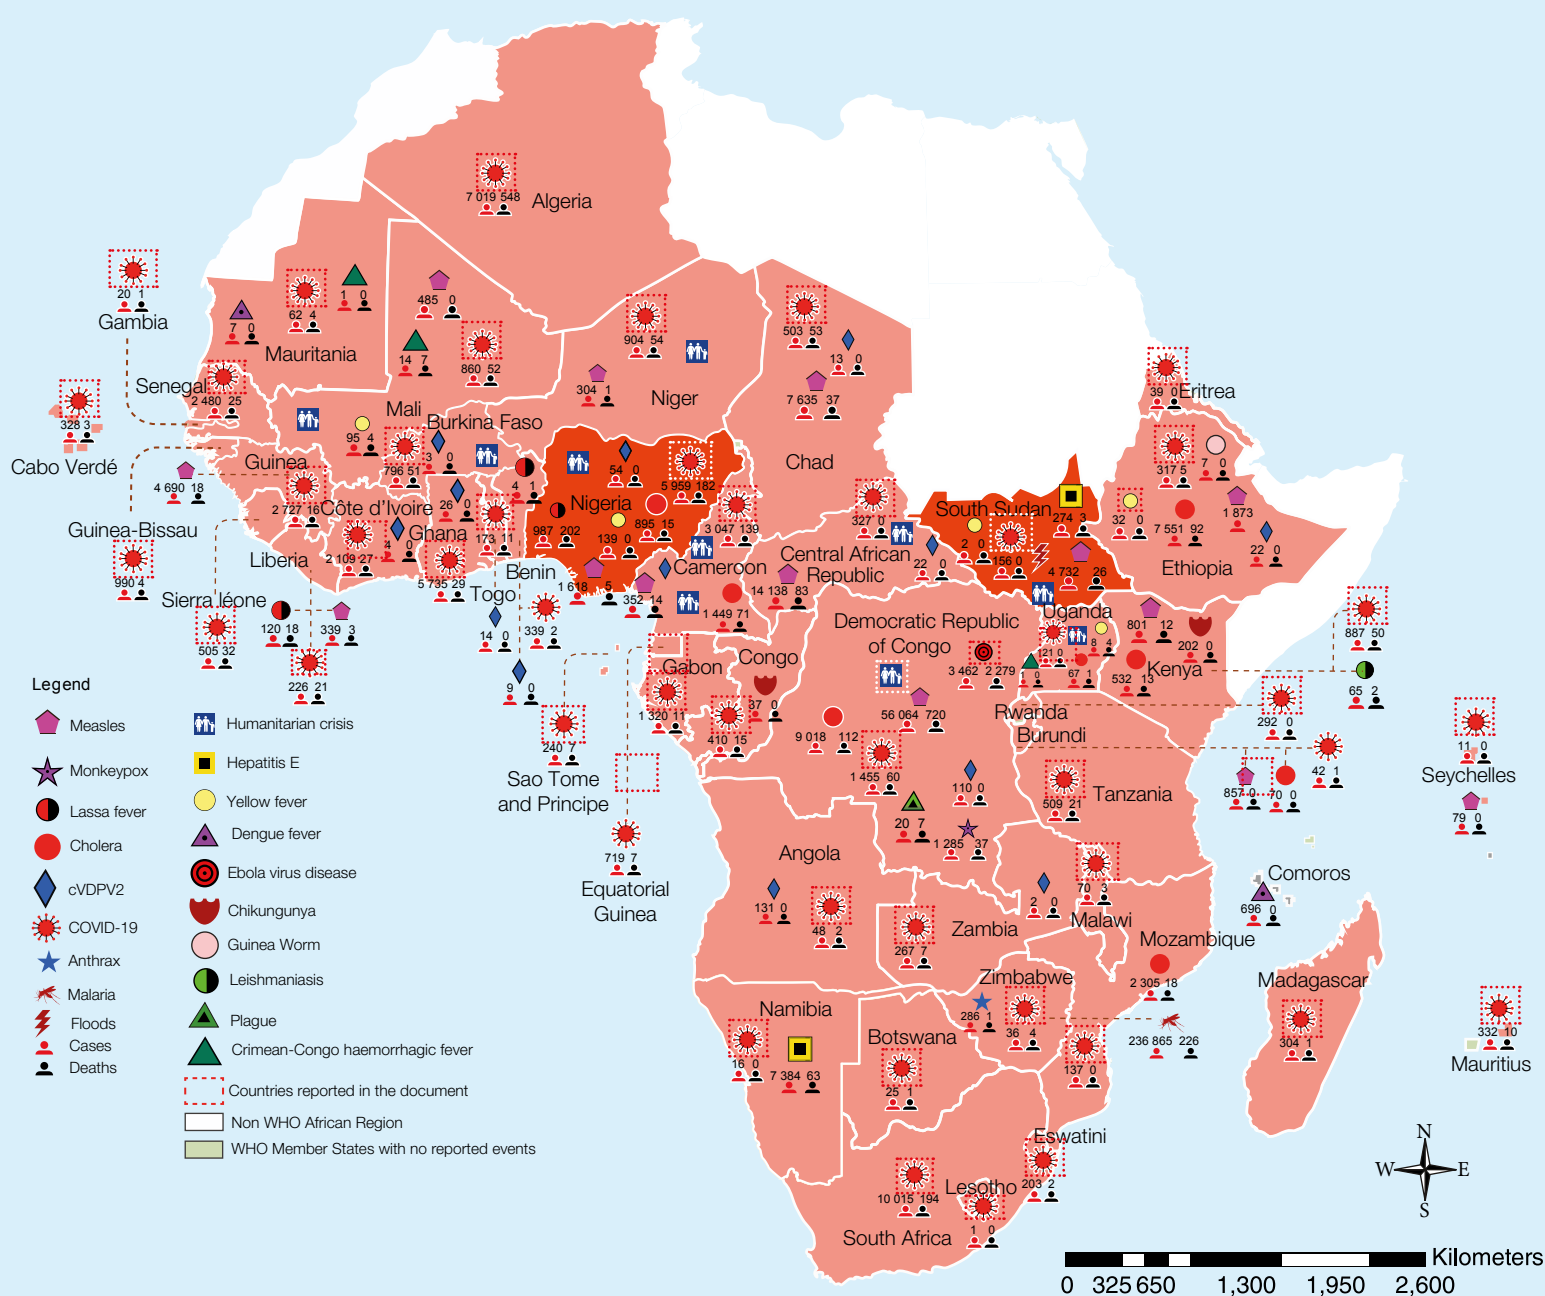 7 019 548
Algeria
20 1
Gambia
1 0
62 4
7 0
Mauritania
485 0
14 7
860 52
Mali
95 4
904 54
304 1
Niger
503 53
13 0
7 635 37
Chad
39 0
Eritrea
Senegal
2 480 25
328 3
Cabo Verdé
Burkina Faso
3 0
796 51
4 1
Guinea
4 690 18
2 727 16
Côte d'Ivoire
26 0
Guinea-Bissau
990 4
Liberia
2 109 27
4 0
Ghana
5 735 29
173 11
Benin
Togo
14 0
339 2
9 0
Sierra léone
505 32
120 18
339 3
226 21
54 0
5 959 182
Nigeria
987 202
139 0
895 15
1 618 5
3 047 139
Cameroon
352 14
1 449 71
327 0
Central African
Republic
22 0
14 138 83
South Sudan
274 3
2 0
156 0
4 732 26
317 5
7 0
32 0
7 551 92
1 873
22 0
Ethiopia
Uganda
121 0
8 4
1 0
67 1
801 12
202 0
Kenya
532 13
887 50
65 2
Democratic Republic
of Congo
3 462 2 279
56 064 720
9 018 112
1 455 60
110 0
20 7
1 285 37
Gabon
1 320 11
Congo
37 0
410 15
240 7
Sao Tome
and Principe
719 7
Equatorial
Guinea
Rwanda
Burundi
292 0
42 1
857 0
70 0
11 0
Seychelles
79 0
509 21
Tanzania
Angola
131 0
48 2
Zambia
267 7
2 0
70 3
Malawi
Comoros
696 0
Mozambique
2 305 18
236 865 226
137 0
Zimbabwe
286 1
36 4
Madagascar
304 1
332 10
Mauritius
Namibia
16 0
7 384 63
Botswana
25 1
Eswatini
203 2
Lesotho
1 0
10 015 194
South Africa
Legend
Measles
Monkeypox
Lassa fever
Cholera
cVDPV2
COVID-19
Anthrax
Malaria
Floods
Cases
Deaths
Humanitarian crisis
Hepatitis E
Yellow fever
Dengue fever
Ebola virus disease
Chikungunya
Guinea Worm
Leishmaniasis
Plague
Crimean-Congo haemorrhagic fever
Countries reported in the document
Non WHO African Region
WHO Member States with no reported events
N
W E
S
Kilometers
0 325 650 1,300 1,950 2,600